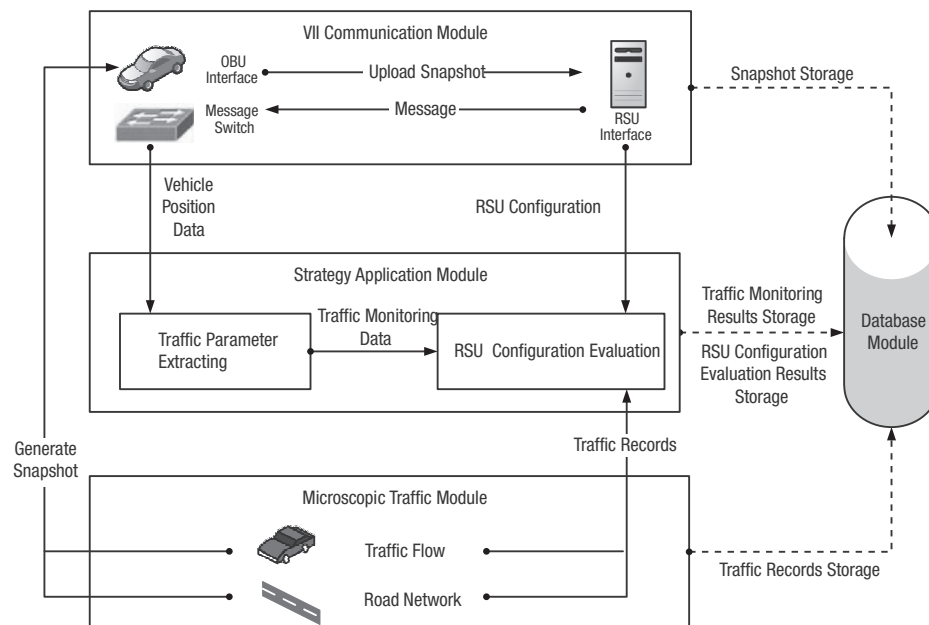 VII Communication Module
OBU
Interface
Upload Snapshot
Message
Message
Switch
RSU
Interface
Snapshot Storage
Vehicle
Position
Data
RSU Configuration
Strategy Application Module
Traffic Parameter
Extracting
Traffic Monitoring
Data
RSU Configuration Evaluation
Traffic Monitoring
Results Storage
RSU Configuration
Evaluation Results
Storage
Database
Module
Generate
Snapshot
Traffic Records
Microscopic Traffic Module
Traffic Flow
Road Network
Traffic Records Storage